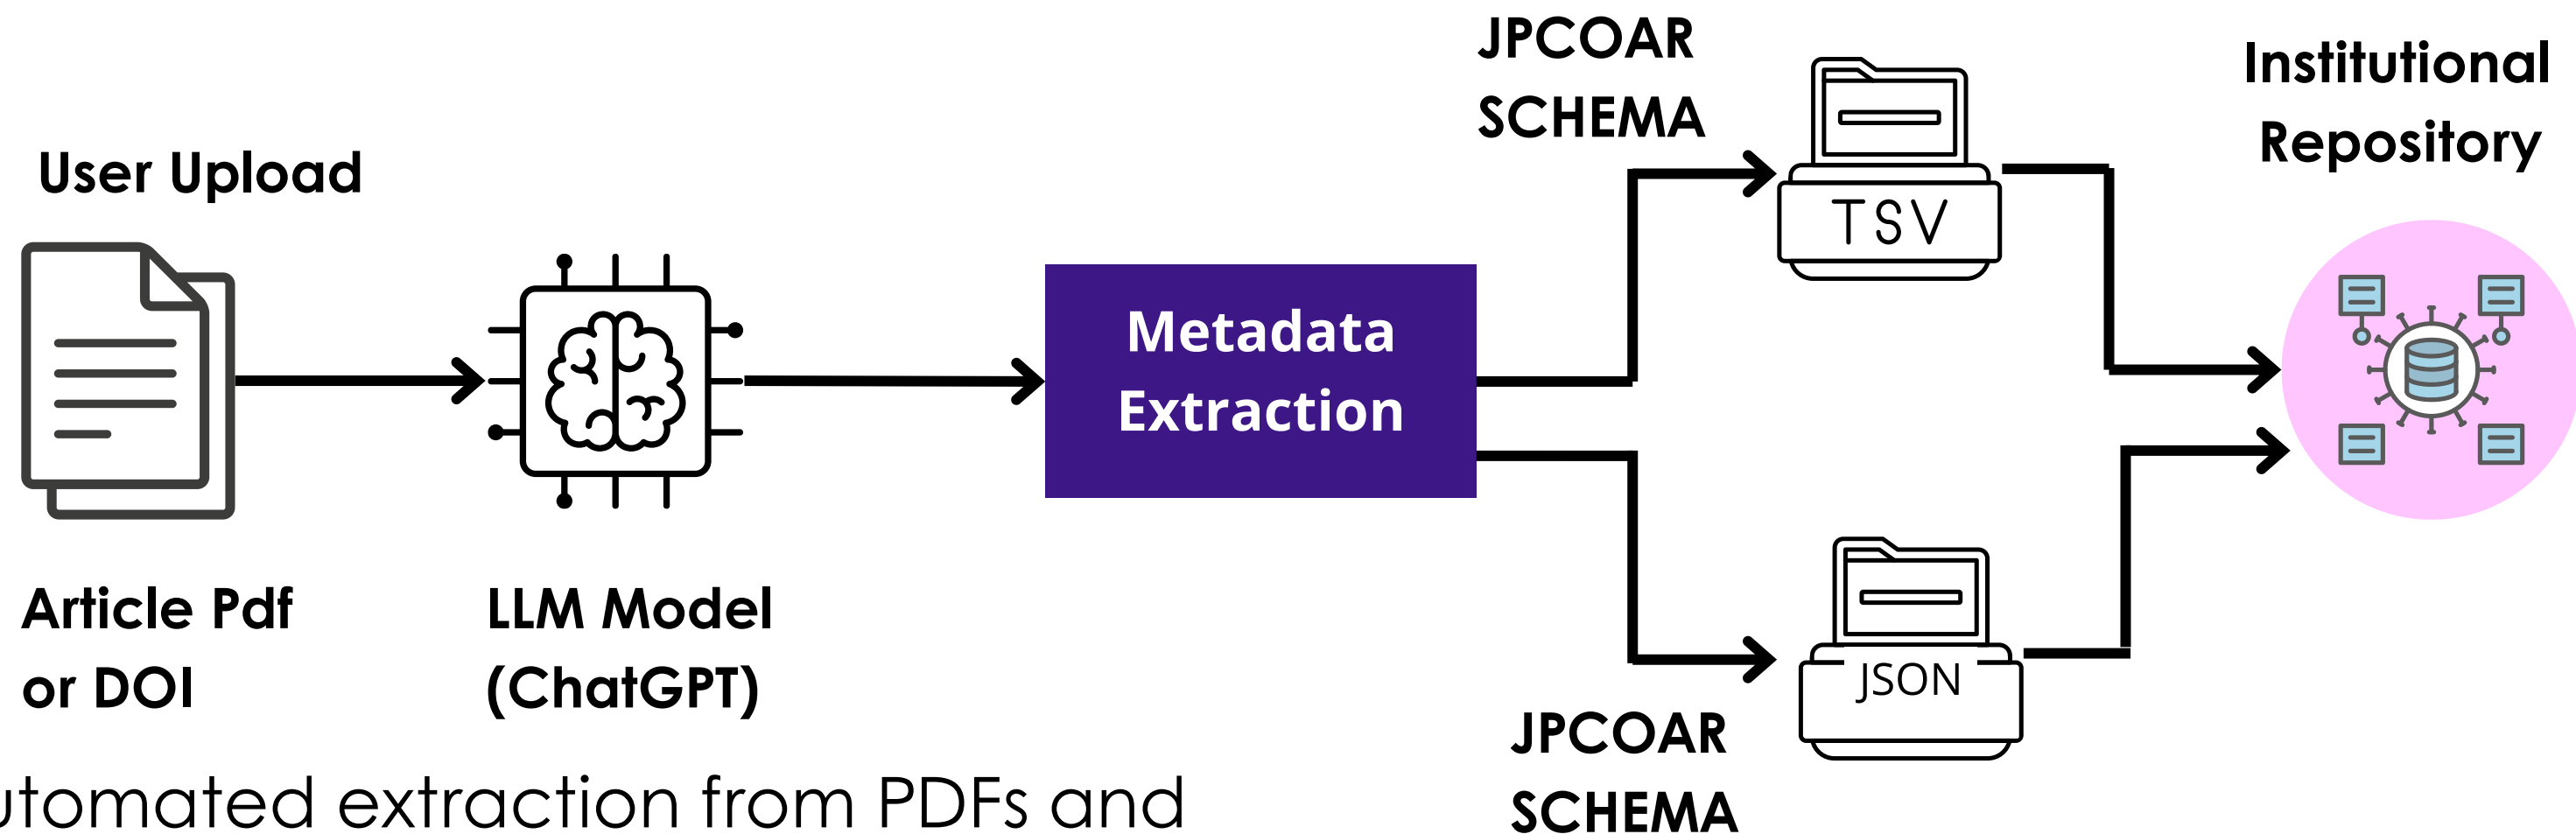 User Upload
Article Pdf
or DOI
LLM Model
(ChatGPT)
Metadata
Extraction
JPCOAR
SCHEMA
TSV
JPCOAR
SCHEMA
JSON
Institutional
Repository
utomated extraction from PDFs and